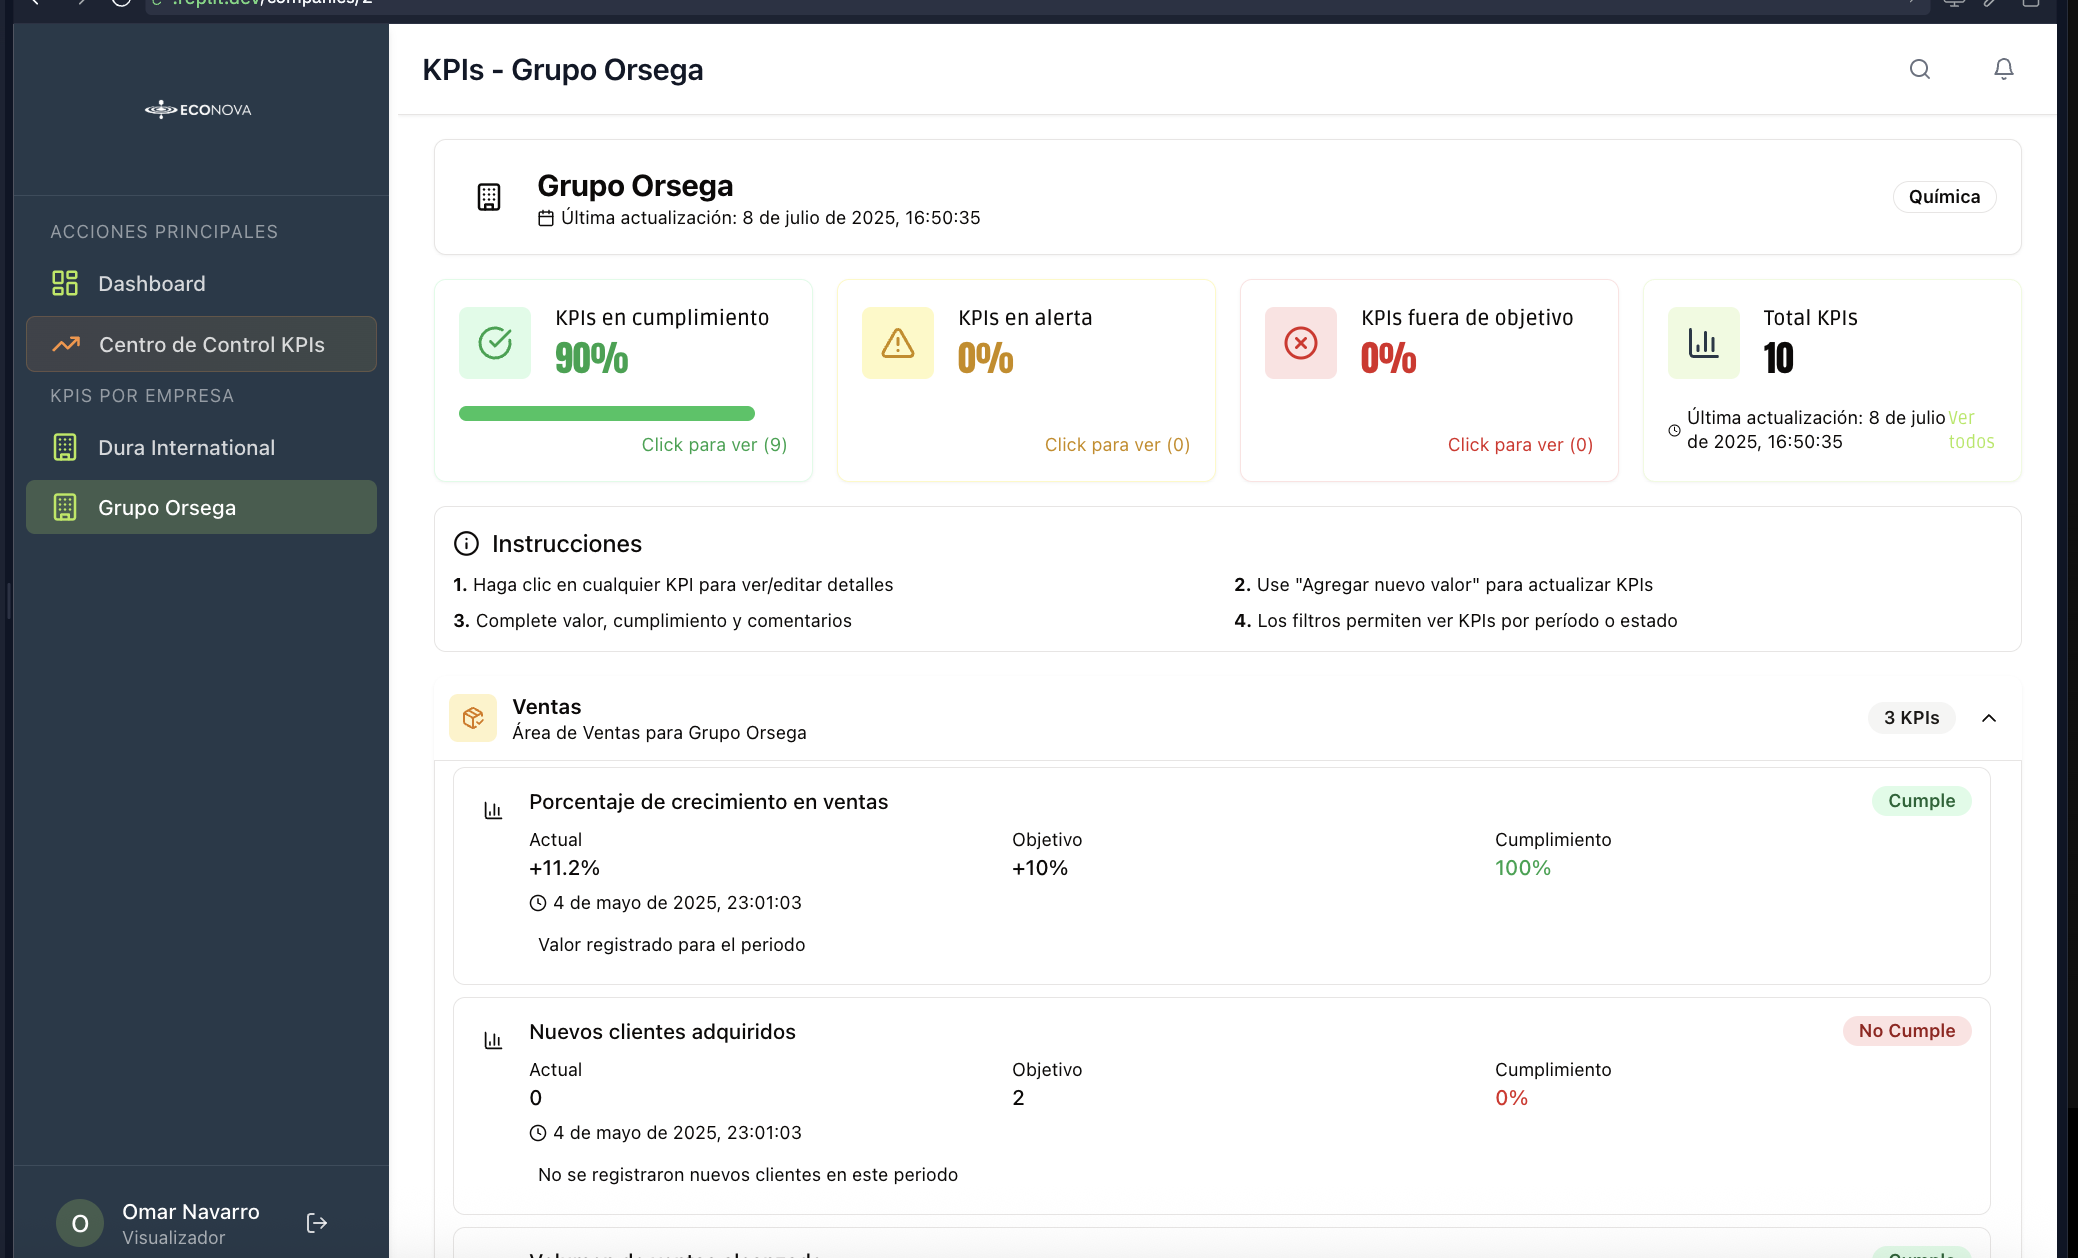 KPIs - Grupo Orsega
ECONOVA
ACCIONES PRINCIPALES
Dashboard
Centro de Control KPIs
KPIS POR EMPRESA
Dura International
Grupo Orsega
O
Omar Navarro
Visualizador
Grupo Orsega
Última actualización: 8 de julio de 2025, 16:50:35
Química
KPIs en cumplimiento
90%
Click para ver (9)
KPIs en alerta
0%
Click para ver (0)
KPIs fuera de objetivo
0%
Click para ver (0)
Total KPIs
10
Última actualización: 8 de julio
de 2025, 16:50:35
Ver
todos
Instrucciones
1. Haga clic en cualquier KPI para ver/editar detalles
2. Use "Agregar nuevo valor" para actualizar KPIs
3. Complete valor, cumplimiento y comentarios
4. Los filtros permiten ver KPIs por período o estado
Ventas
Área de Ventas para Grupo Orsega
3 KPIs
Porcentaje de crecimiento en ventas
Cumple
Actual
+11.2%
Objetivo
+10%
Cumplimiento
100%
4 de mayo de 2025, 23:01:03
Valor registrado para el periodo
Nuevos clientes adquiridos
No Cumple
Actual
0
Objetivo
2
Cumplimiento
0%
4 de mayo de 2025, 23:01:03
No se registraron nuevos clientes en este periodo